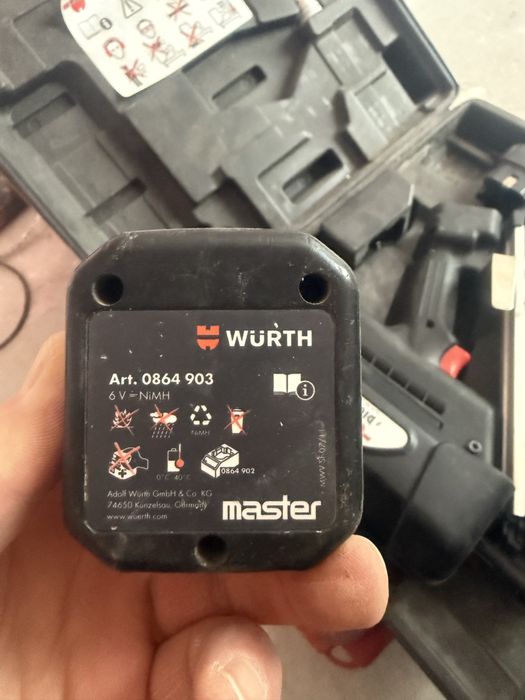 WÜRTH
Art. 0864 903
6 V ⎓ NiMH
NiMH
0°C 40°C
0864 902
Adolf Würth GmbH & Co. KG
74650 Künzelsau, Germany
www.wuerth.com
master